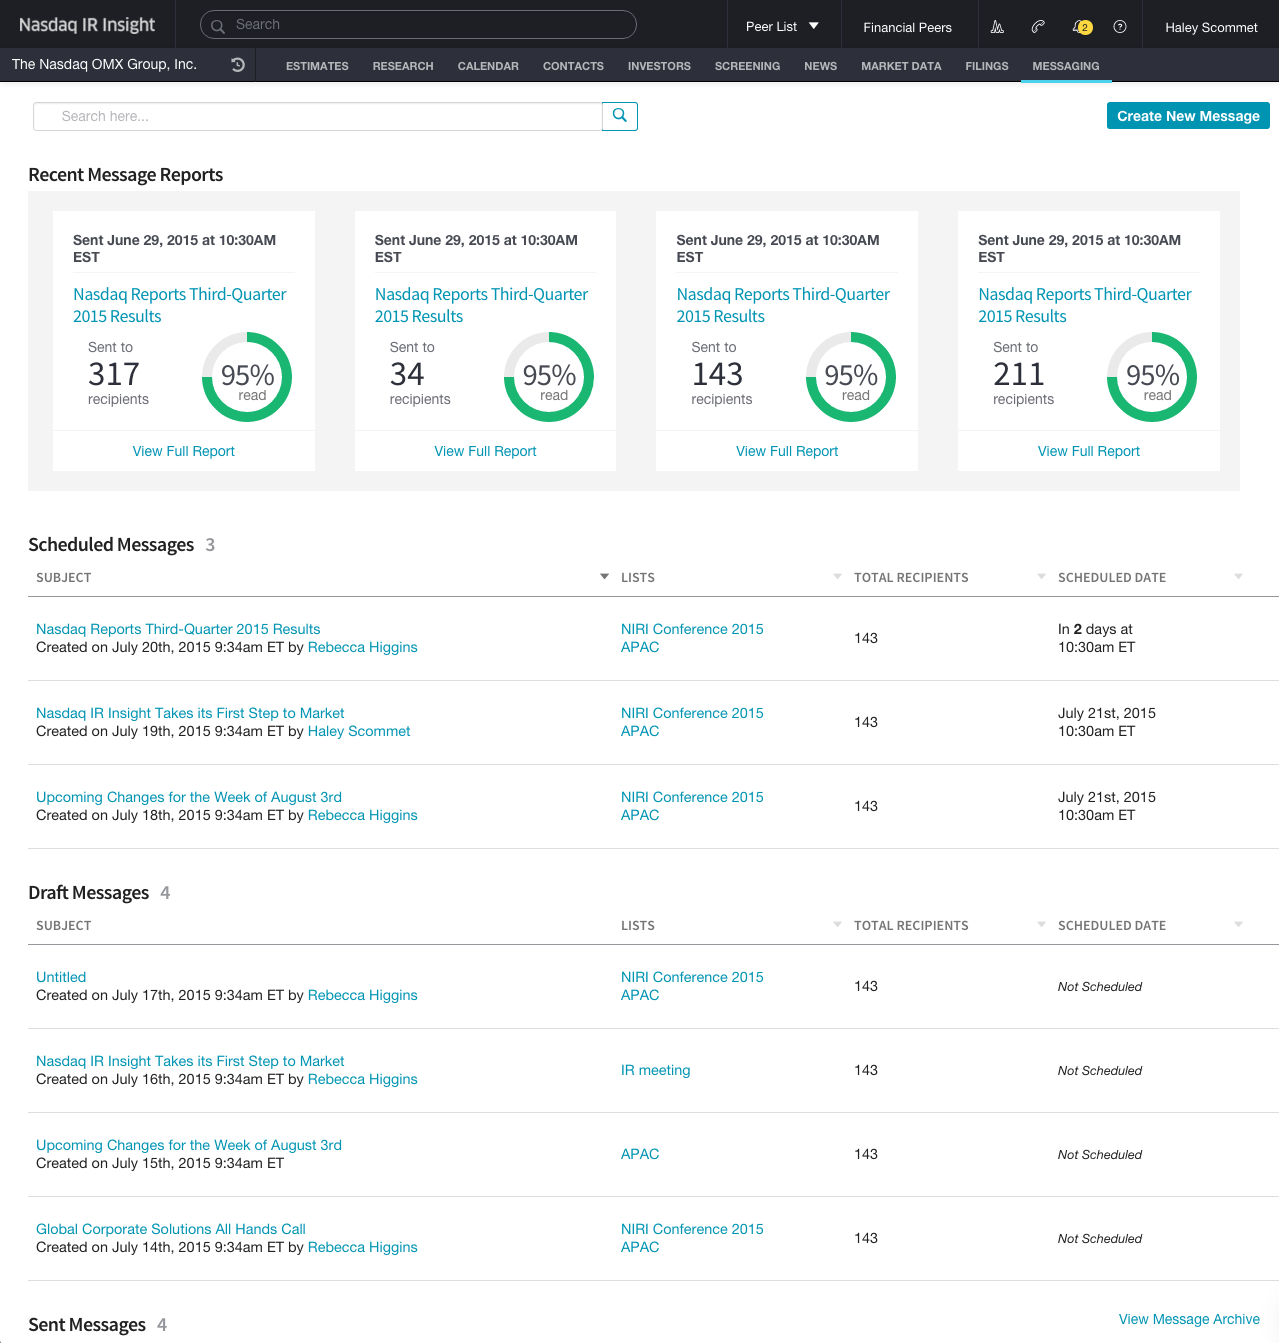 Nasdaq IR Insight
Search
Peer List
Financial Peers
2
?
Haley Scommet
The Nasdaq OMX Group, Inc.
ESTIMATES RESEARCH CALENDAR CONTACTS INVESTORS SCREENING NEWS MARKET DATA FILINGS MESSAGING
Search here...
Create New Message
Recent Message Reports
Sent June 29, 2015 at 10:30AM
EST
Nasdaq Reports Third-Quarter
2015 Results
Sent to
317
recipients
95%
read
View Full Report
Sent June 29, 2015 at 10:30AM
EST
Nasdaq Reports Third-Quarter
2015 Results
Sent to
34
recipients
95%
read
View Full Report
Sent June 29, 2015 at 10:30AM
EST
Nasdaq Reports Third-Quarter
2015 Results
Sent to
143
recipients
95%
read
View Full Report
Sent June 29, 2015 at 10:30AM
EST
Nasdaq Reports Third-Quarter
2015 Results
Sent to
211
recipients
95%
read
View Full Report
Scheduled Messages 3
SUBJECT LISTS TOTAL RECIPIENTS SCHEDULED DATE
Nasdaq Reports Third-Quarter 2015 Results
Created on July 20th, 2015 9:34am ET by Rebecca Higgins
NIRI Conference 2015
APAC
143
In 2 days at
10:30am ET
Nasdaq IR Insight Takes its First Step to Market
Created on July 19th, 2015 9:34am ET by Haley Scommet
NIRI Conference 2015
APAC
143
July 21st, 2015
10:30am ET
Upcoming Changes for the Week of August 3rd
Created on July 18th, 2015 9:34am ET by Rebecca Higgins
NIRI Conference 2015
APAC
143
July 21st, 2015
10:30am ET
Draft Messages 4
SUBJECT LISTS TOTAL RECIPIENTS SCHEDULED DATE
Untitled
Created on July 17th, 2015 9:34am ET by Rebecca Higgins
NIRI Conference 2015
APAC
143
Not Scheduled
Nasdaq IR Insight Takes its First Step to Market
Created on July 16th, 2015 9:34am ET by Rebecca Higgins
IR meeting
143
Not Scheduled
Upcoming Changes for the Week of August 3rd
Created on July 15th, 2015 9:34am ET
APAC
143
Not Scheduled
Global Corporate Solutions All Hands Call
Created on July 14th, 2015 9:34am ET by Rebecca Higgins
NIRI Conference 2015
APAC
143
Not Scheduled
Sent Messages 4
View Message Archive